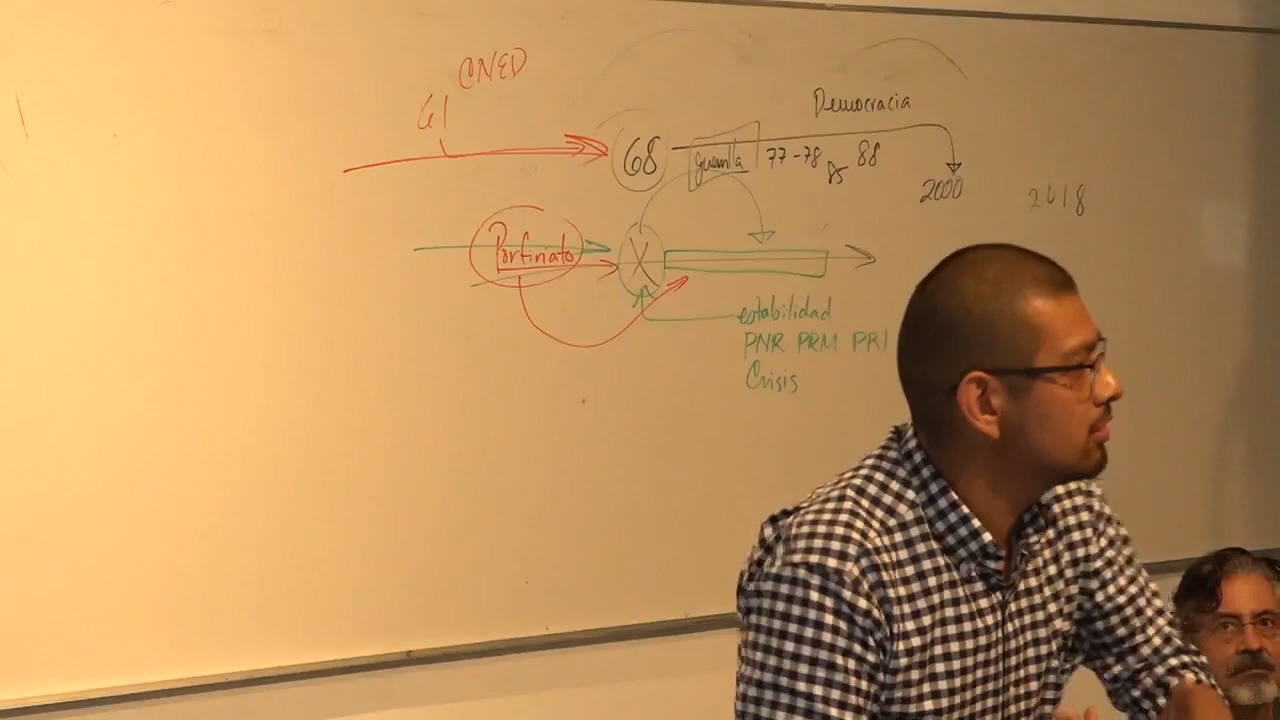 CNED
61
Democracia
68
guerrilla
77-78
85
88
2000
2018
Porfiriato
X
estabilidad
PNR PRM PRI
Crisis